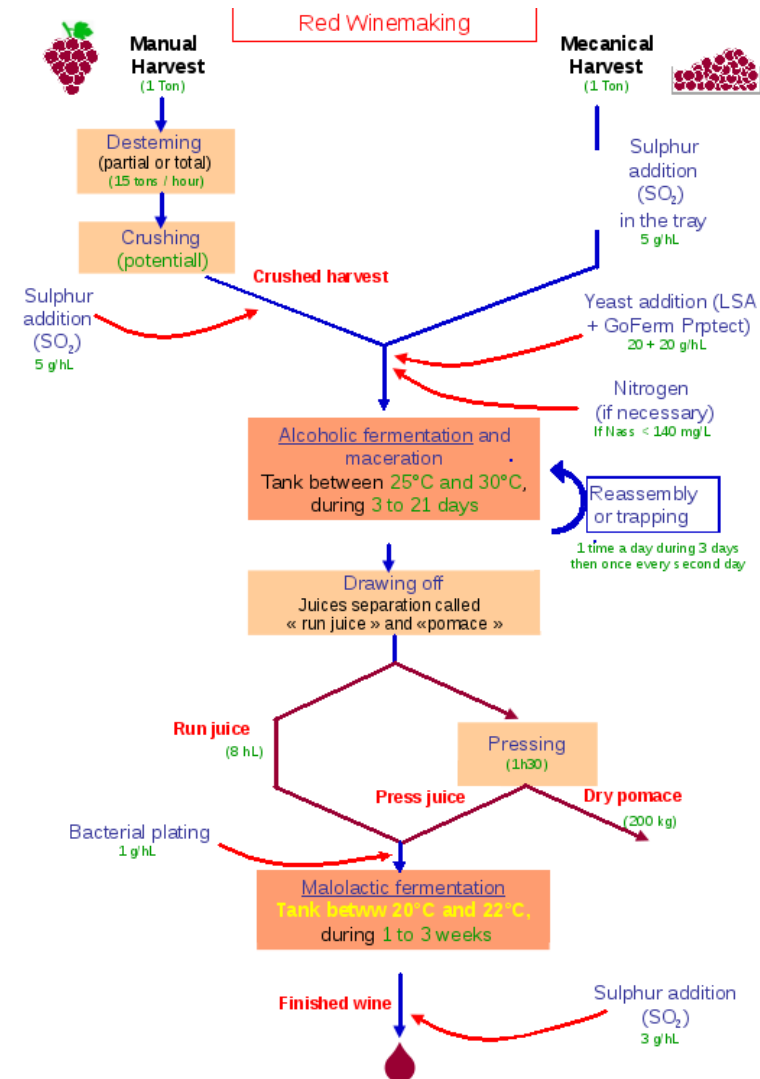 Red Winemaking
Manual
Harvest
(1 Ton)
Mecanical
Harvest
(1 Ton)
Desteming
(partial or total)
(15 tons / hour)
Sulphur
addition
(SO₂)
in the tray
5 g/hL
Crushing
(potentiall)
Crushed harvest
Sulphur
addition
(SO₂)
5 g/hL
Yeast addition (LSA
+ GoFerm Prptect)
20 + 20 g/hL
Nitrogen
(if necessary)
If Nass < 140 mg/L
Alcoholic fermentation and
maceration
Tank between 25°C and 30°C,
during 3 to 21 days
Reassembly
or trapping
1 time a day during 3 days
then once every second day
Drawing off
Juices separation called
« run juice » and «pomace »
Run juice
(8 hL)
Pressing
(1h30)
Press juice
Dry pomace
(200 kg)
Bacterial plating
1 g/hL
Malolactic fermentation
Tank betww 20°C and 22°C,
during 1 to 3 weeks
Finished wine
Sulphur addition
(SO₂)
3 g/hL